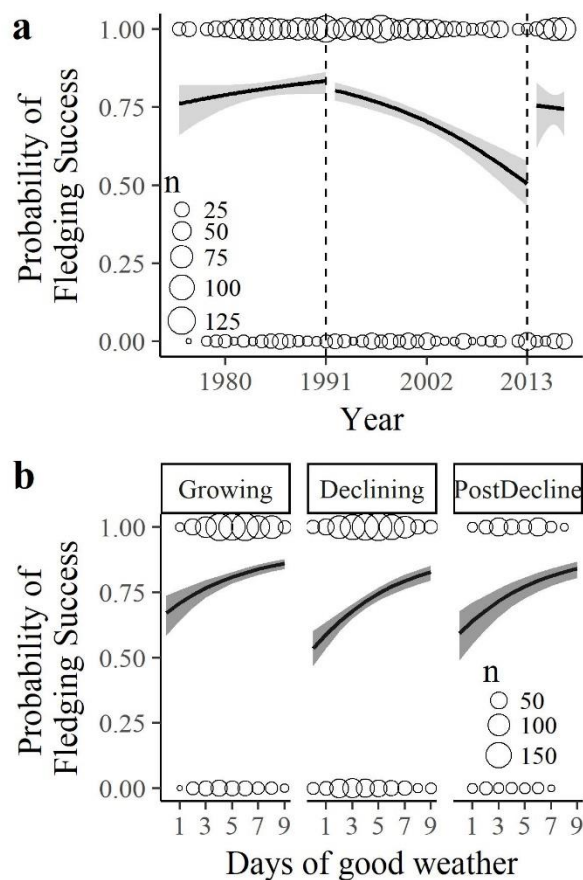 a
Probability of
Fledging Success
1.00
0.75
0.50
0.25
0.00
n
25
50
75
100
125
1980
1991
2002
2013
Year
b
Growing
Declining
PostDecline
Probability of
Fledging Success
1.00
0.75
0.50
0.25
0.00
n
50
100
150
1 3 5 7 9
1 3 5 7 9
1 3 5 7 9
Days of good weather